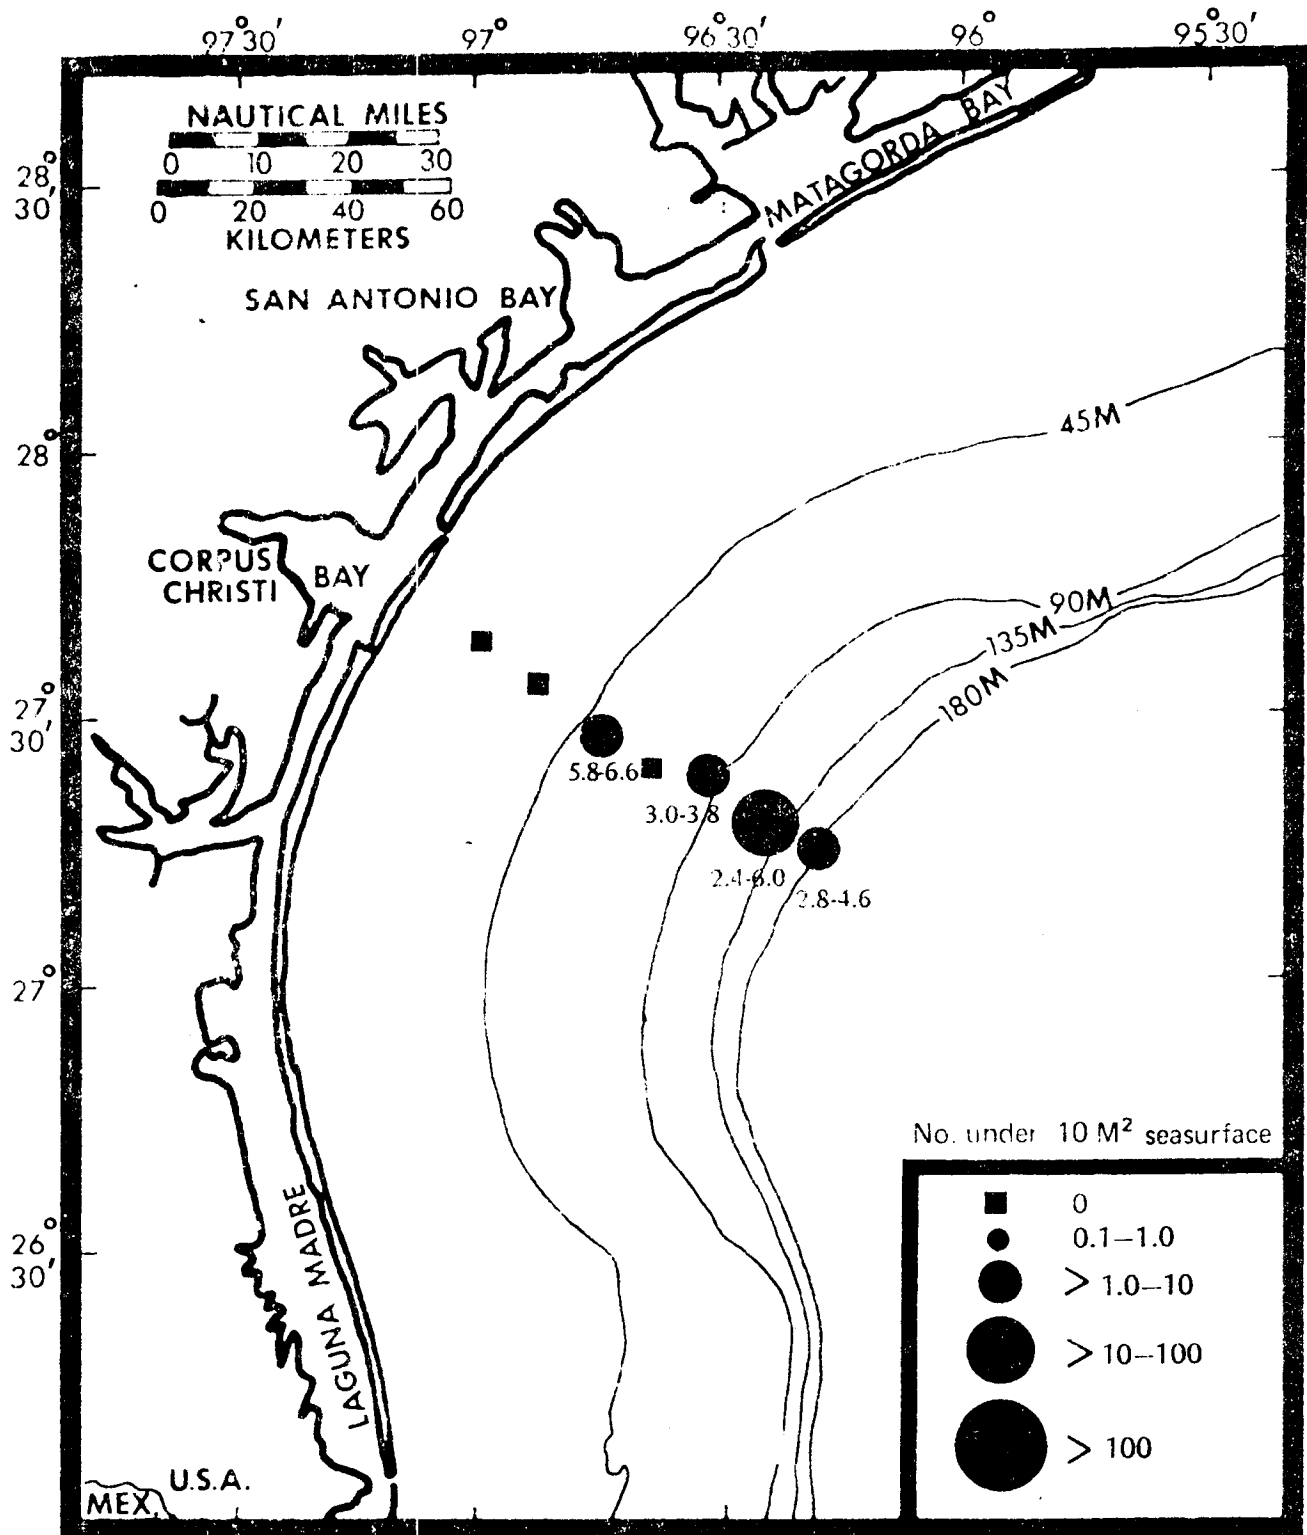 97°30' 97° 96°30' 96° 95°30'
NAUTICAL MILES
0 10 20 30
0 20 40 60
KILOMETERS
28°
30'
MATAGORDA BAY
SAN ANTONIO BAY
45M
28°
CORPUS
CHRISTI BAY
90M
135M
180M
27°
30'
5.8-6.6
3.0-3.8
2.4-6.0
2.8-4.6
27°
No. under 10 M² seasurface
0
0.1–1.0
> 1.0–10
> 10–100
> 100
26°
30'
LAGUNA MADRE
U.S.A.
MEX.